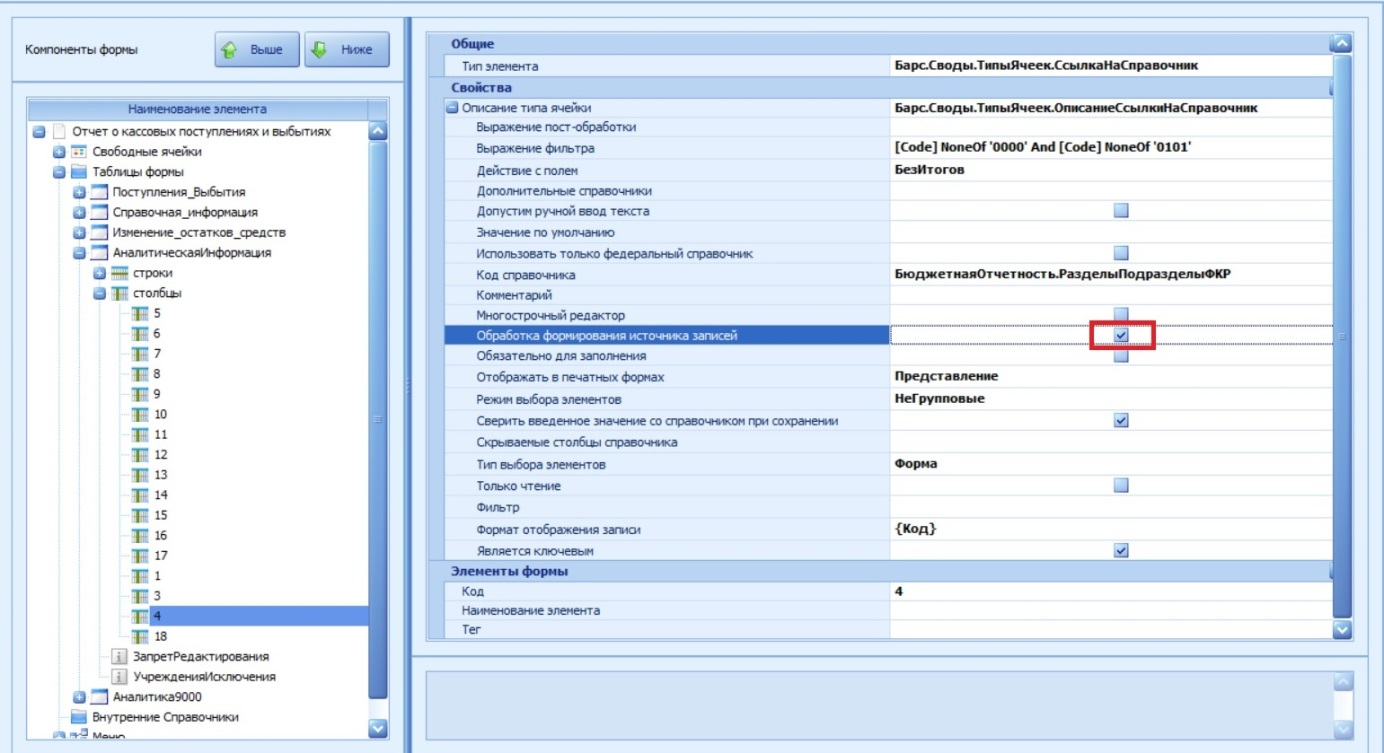 Компоненты формы
Выше
Ниже
Наименование элемента
Отчет о кассовых поступлениях и выбытиях
Свободные ячейки
Таблицы формы
Поступления_Выбытия
Справочная_информация
Изменение_остатков_средств
АналитическаяИнформация
строки
столбцы
5
6
7
8
9
10
11
12
13
14
15
16
17
1
3
4
18
ЗапретРедактирования
УчрежденияИсключения
Аналитика9000
Внутренние Справочники
Меню
Общие
Тип элемента Барс.Своды.ТипыЯчеек.СсылкаНаСправочник
Свойства
Описание типа ячейки Барс.Своды.ТипыЯчеек.ОписаниеСсылкиНаСправочник
Выражение пост-обработки
Выражение фильтра [Code] NoneOf '0000' And [Code] NoneOf '0101'
Действие с полем БезИтогов
Дополнительные справочники
Допустим ручной ввод текста
Значение по умолчанию
Использовать только федеральный справочник
Код справочника БюджетнаяОтчетность.РазделыПодразделыФКР
Комментарий
Многострочный редактор
Обработка формирования источника записей
Обязательно для заполнения
Отображать в печатных формах Представление
Режим выбора элементов НеГрупповые
Сверить введенное значение со справочником при сохранении
Скрываемые столбцы справочника
Тип выбора элементов Форма
Только чтение
Фильтр
Формат отображения записи {Код}
Является ключевым
Элементы формы
Код 4
Наименование элемента
Тег